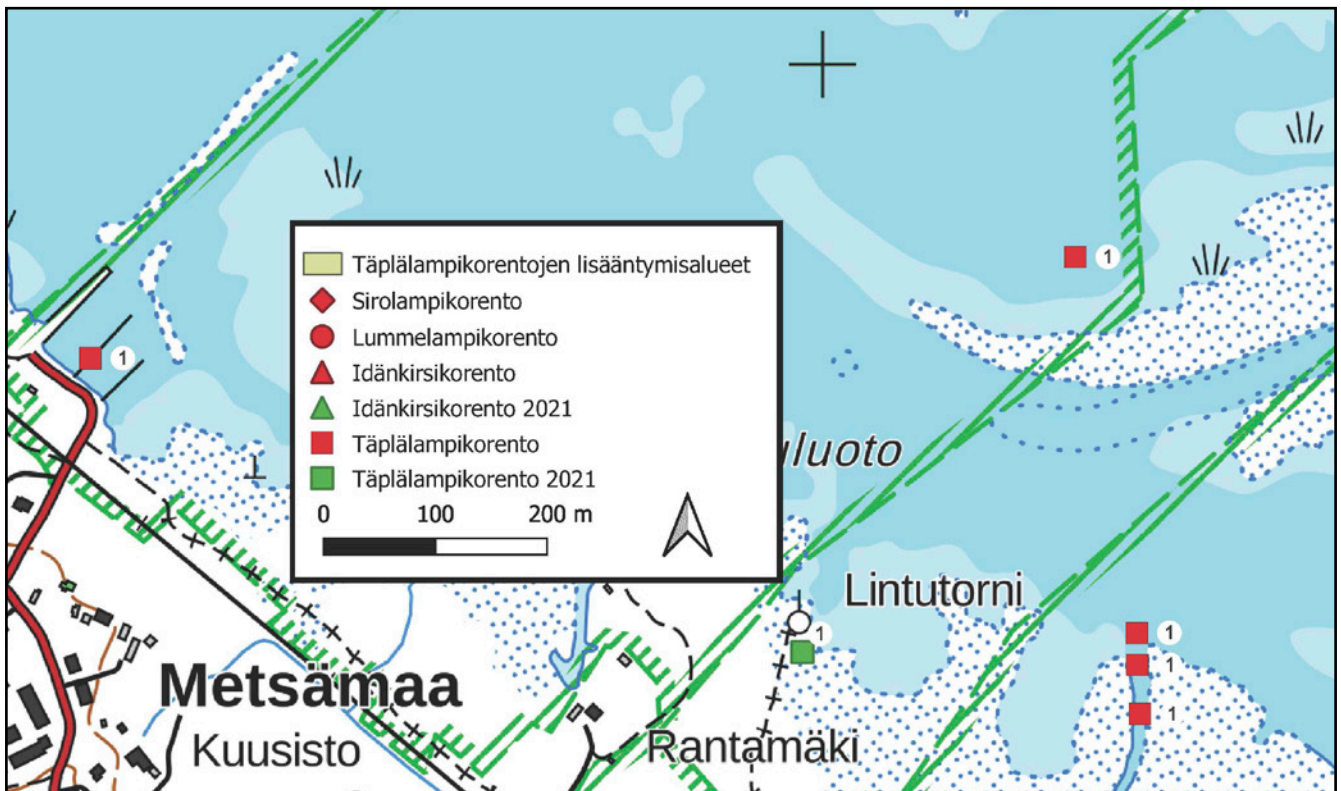 1
1
Täplälampikorentojen lisääntymisalueet
Sirolampikorento
Lummelampikorento
Idänkirsikorento
Idänkirsikorento 2021
Täplälampikorento
Täplälampikorento 2021
0 100 200 m
uluoto
Lintutorni
1
1
1
1
Metsämaa
Kuusisto
Rantamäki